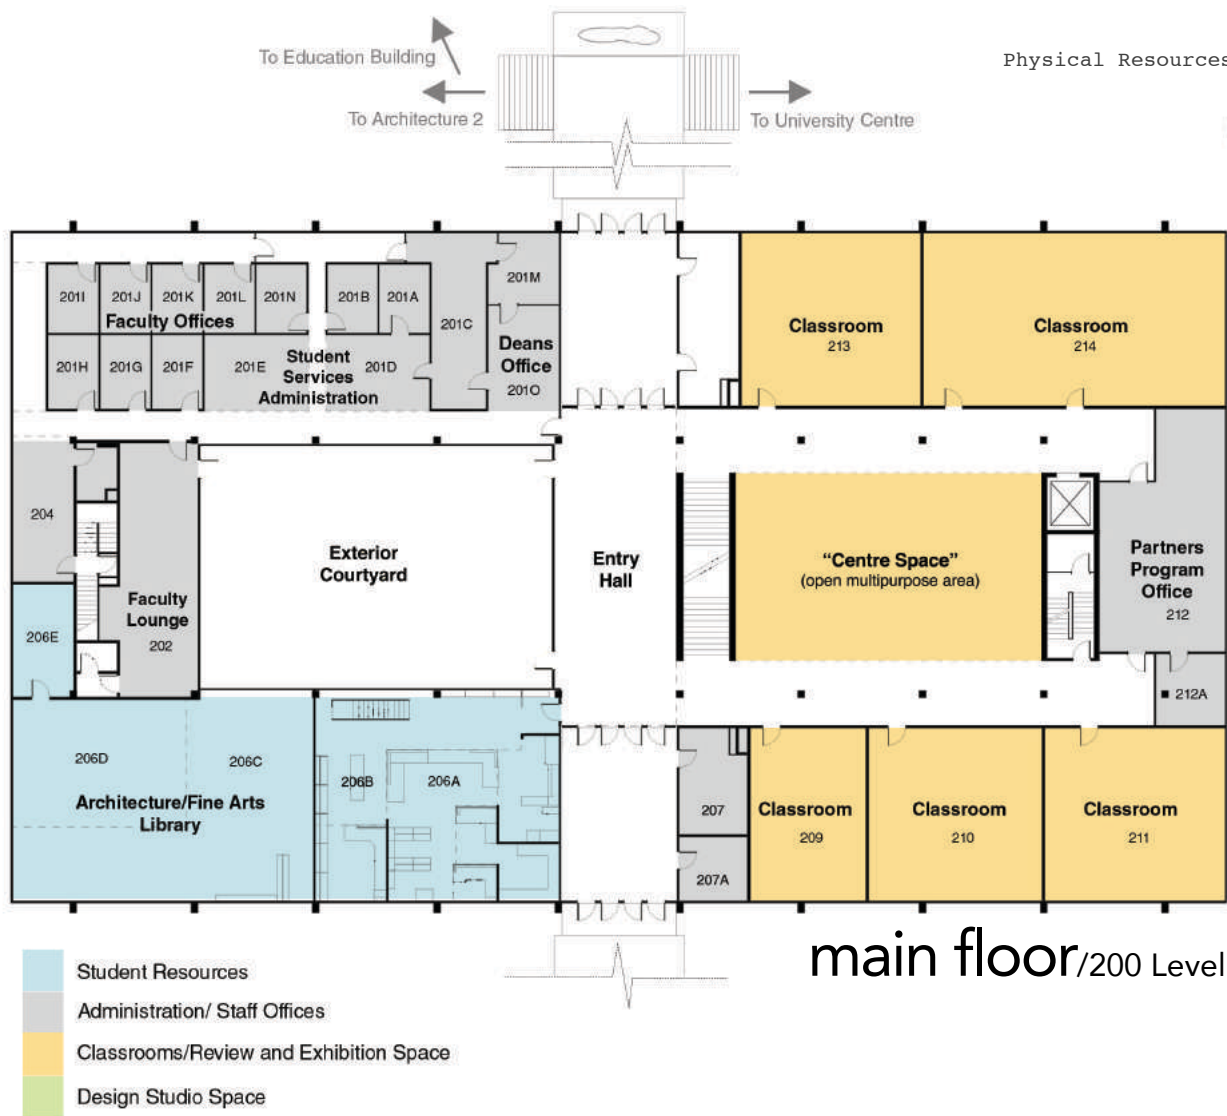 To Education Building
Physical Resources
To Architecture 2
To University Centre
201M
201I
201J
201K
201L
201N
201B
201A
Faculty Offices
201C
Classroom
213
Classroom
214
Deans
Office
201O
201H
201G
201F
201E
Student
Services
Administration
201D
204
Exterior
Courtyard
Entry
Hall
"Centre Space"
(open multipurpose area)
Partners
Program
Office
212
Faculty
Lounge
202
206E
212A
206D
206C
206B
206A
Architecture/Fine Arts
Library
207
Classroom
209
Classroom
210
Classroom
211
207A
main floor/200 Level
Student Resources
Administration/ Staff Offices
Classrooms/Review and Exhibition Space
Design Studio Space